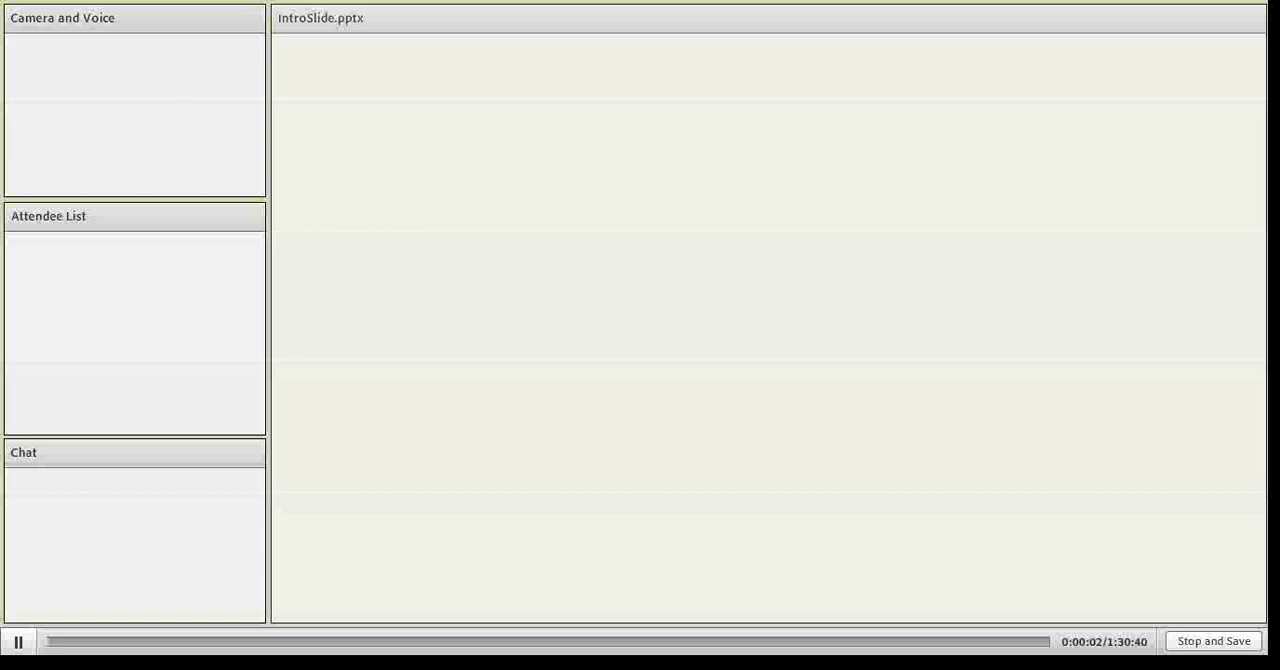 Camera and Voice
IntroSlide.pptx
Attendee List
Chat
0:00:02/1:30:40
Stop and Save